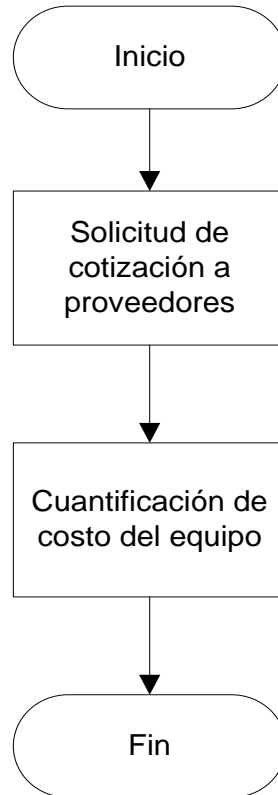 Inicio
Solicitud de
cotización a
proveedores
Cuantificación de
costo del equipo
Fin